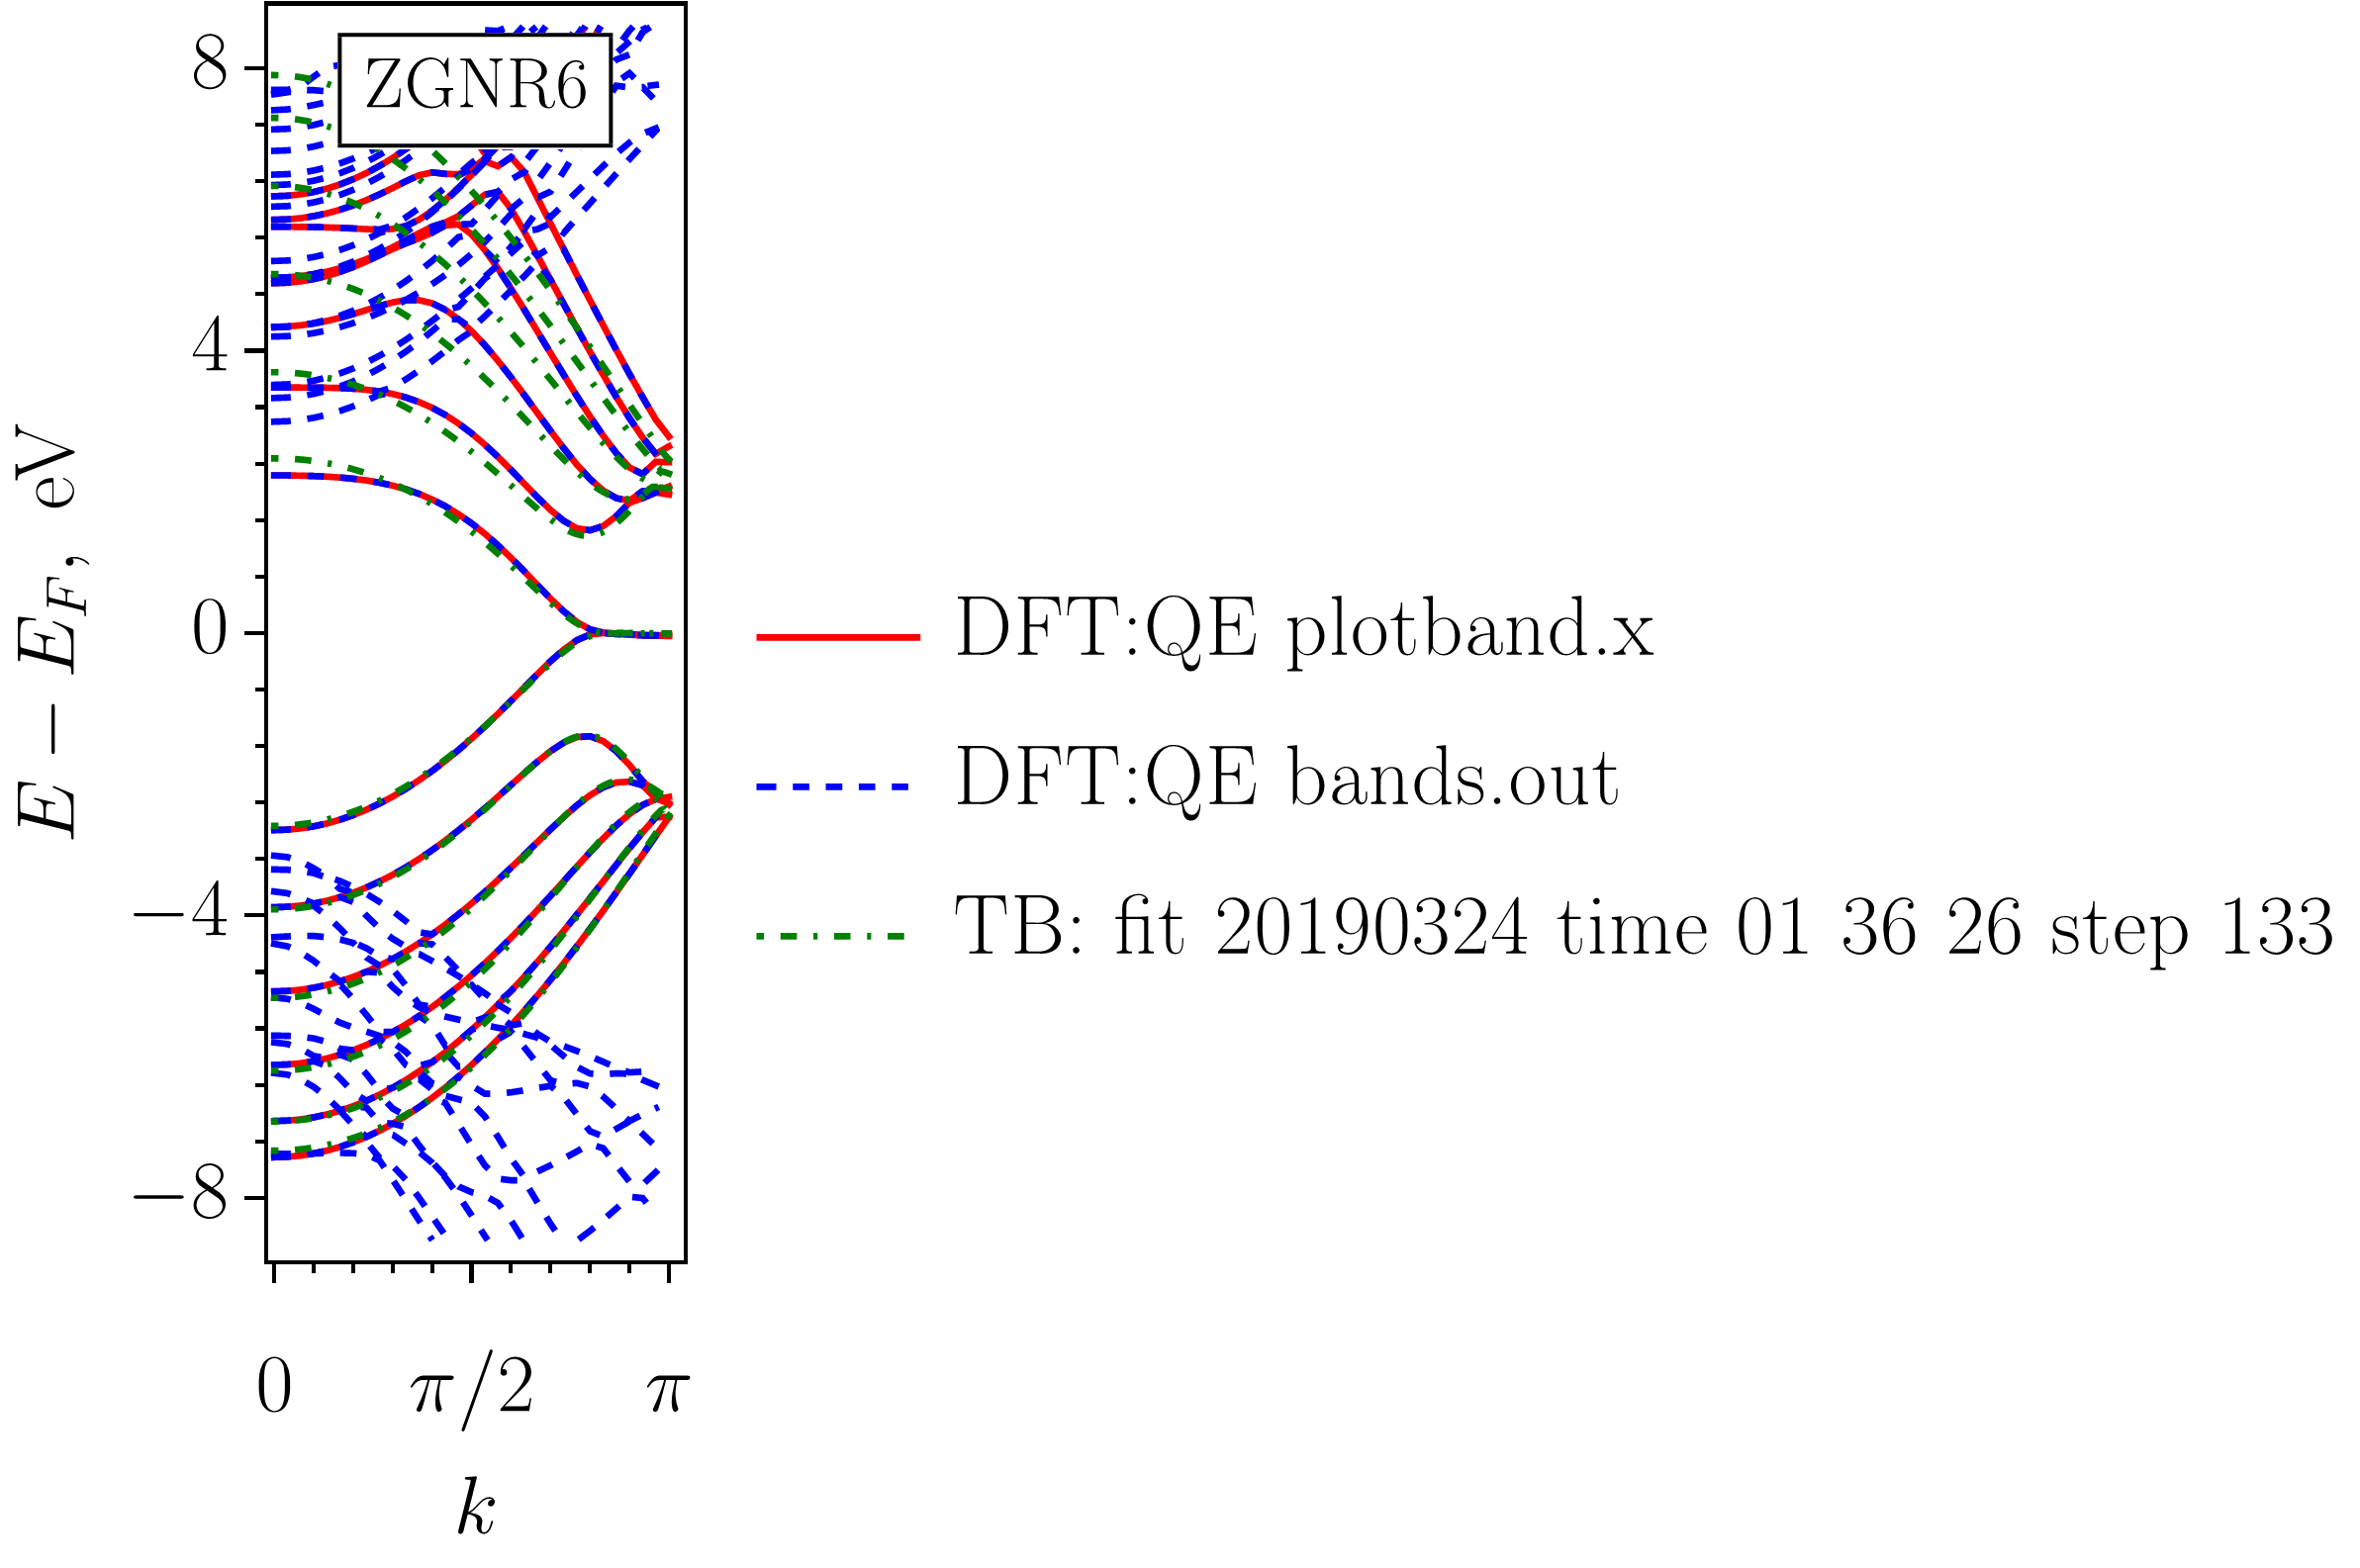 ZGNR6
8
4
0
−4
−8
E − E_F, eV
0 π/2 π
k
DFT:QE plotband.x
DFT:QE bands.out
TB: fit 20190324 time 01 36 26 step 133